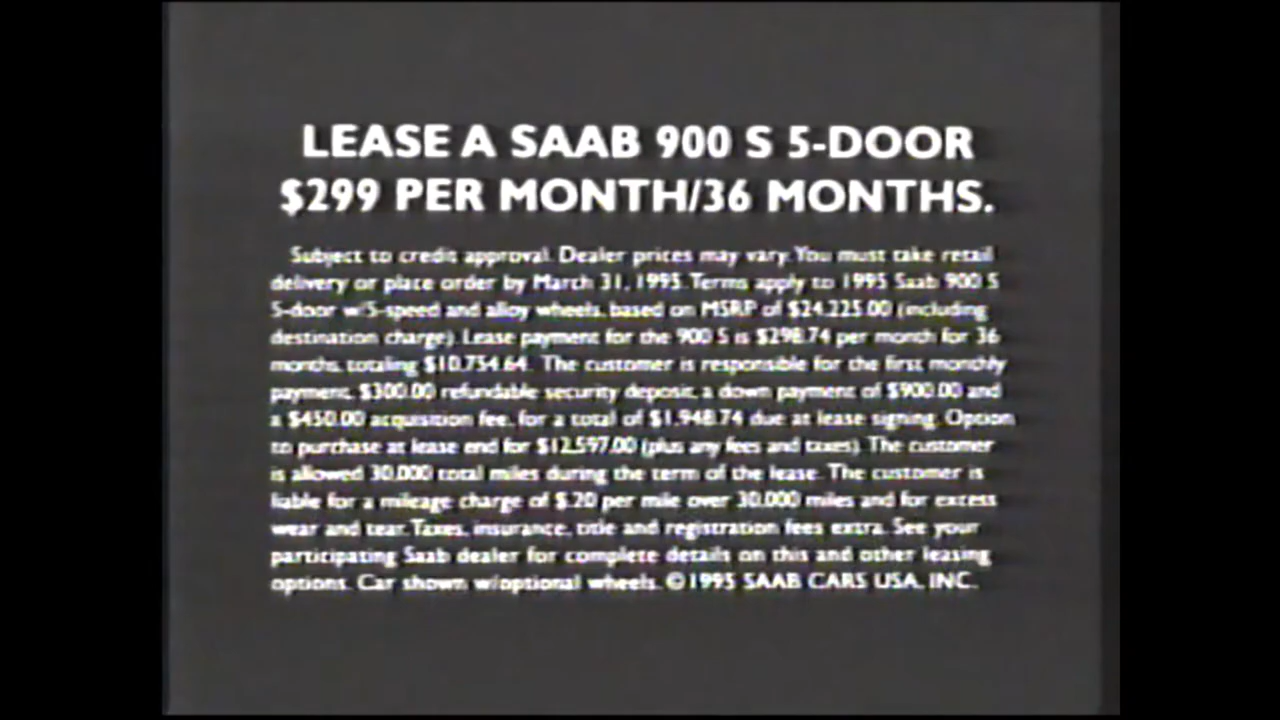 LEASE A SAAB 900 S 5-DOOR
$299 PER MONTH/36 MONTHS.
Subject to credit approval. Dealer prices may vary. You must take retail
delivery or place order by March 31, 1995. Terms apply to 1995 Saab 900 S
5-door w/5-speed and alloy wheels, based on MSRP of $24,225.00 (including
destination charge). Lease payment for the 900 S is $298.74 per month for 36
months, totaling $10,754.64. The customer is responsible for the first monthly
payment, $300.00 refundable security deposit, a down payment of $900.00 and
a $450.00 acquisition fee, for a total of $1,948.74 due at lease signing. Option
to purchase at lease end for $12,597.00 (plus any fees and taxes). The customer
is allowed 30,000 total miles during the term of the lease. The customer is
liable for a mileage charge of $.20 per mile over 30,000 miles and for excess
wear and tear. Taxes, insurance, title and registration fees extra. See your
participating Saab dealer for complete details on this and other leasing
options. Car shown w/optional wheels. ©1995 SAAB CARS USA, INC.